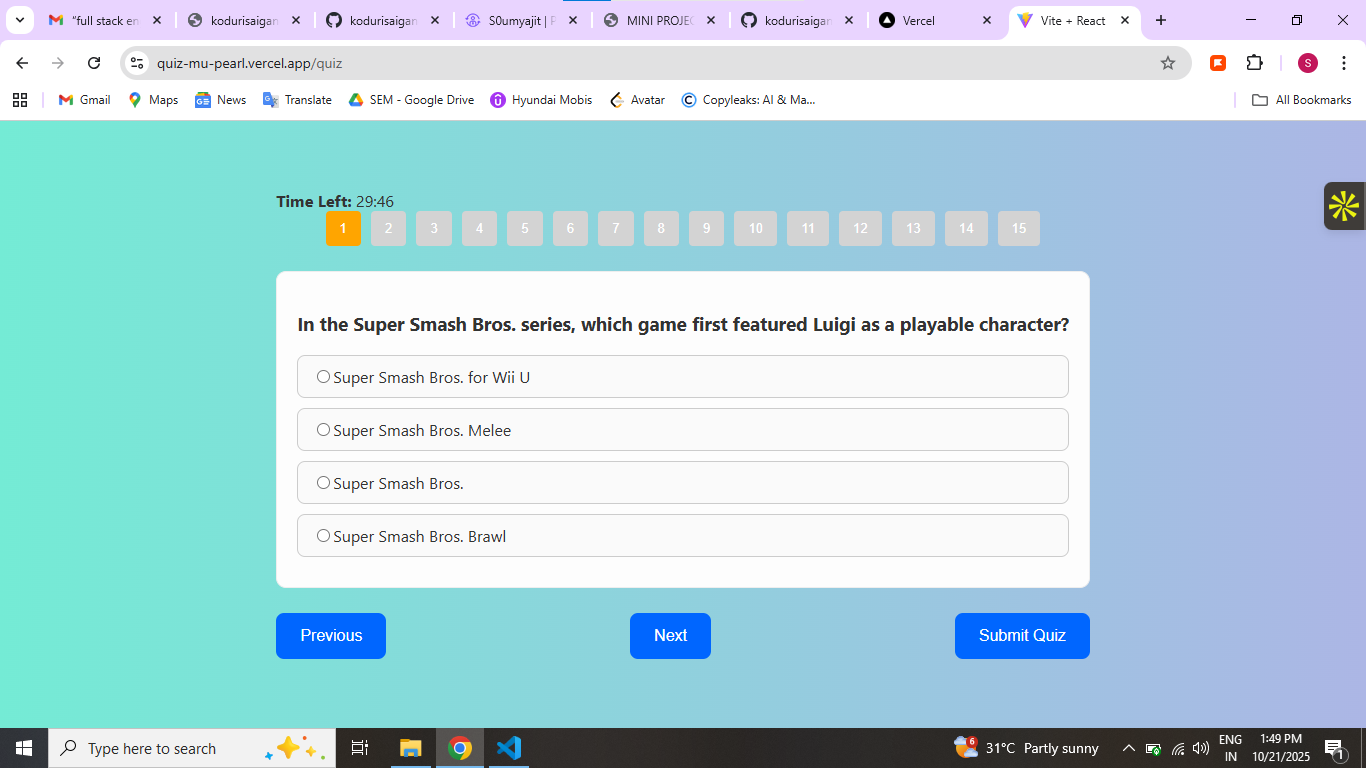 "full stack en
kodurisaigan
kodurisaigan
S0umyajit | F
MINI PROJEC
kodurisaigan
Vercel
Vite + React
quiz-mu-pearl.vercel.app/quiz
S
Gmail
Maps
News
Translate
SEM - Google Drive
Hyundai Mobis
Avatar
Copyleaks: AI & Ma...
All Bookmarks
Time Left: 29:46
1 2 3 4 5 6 7 8 9 10 11 12 13 14 15
In the Super Smash Bros. series, which game first featured Luigi as a playable character?
Super Smash Bros. for Wii U
Super Smash Bros. Melee
Super Smash Bros.
Super Smash Bros. Brawl
Previous
Next
Submit Quiz
Type here to search
6
31°C Partly sunny
ENG
IN
1:49 PM
10/21/2025
1